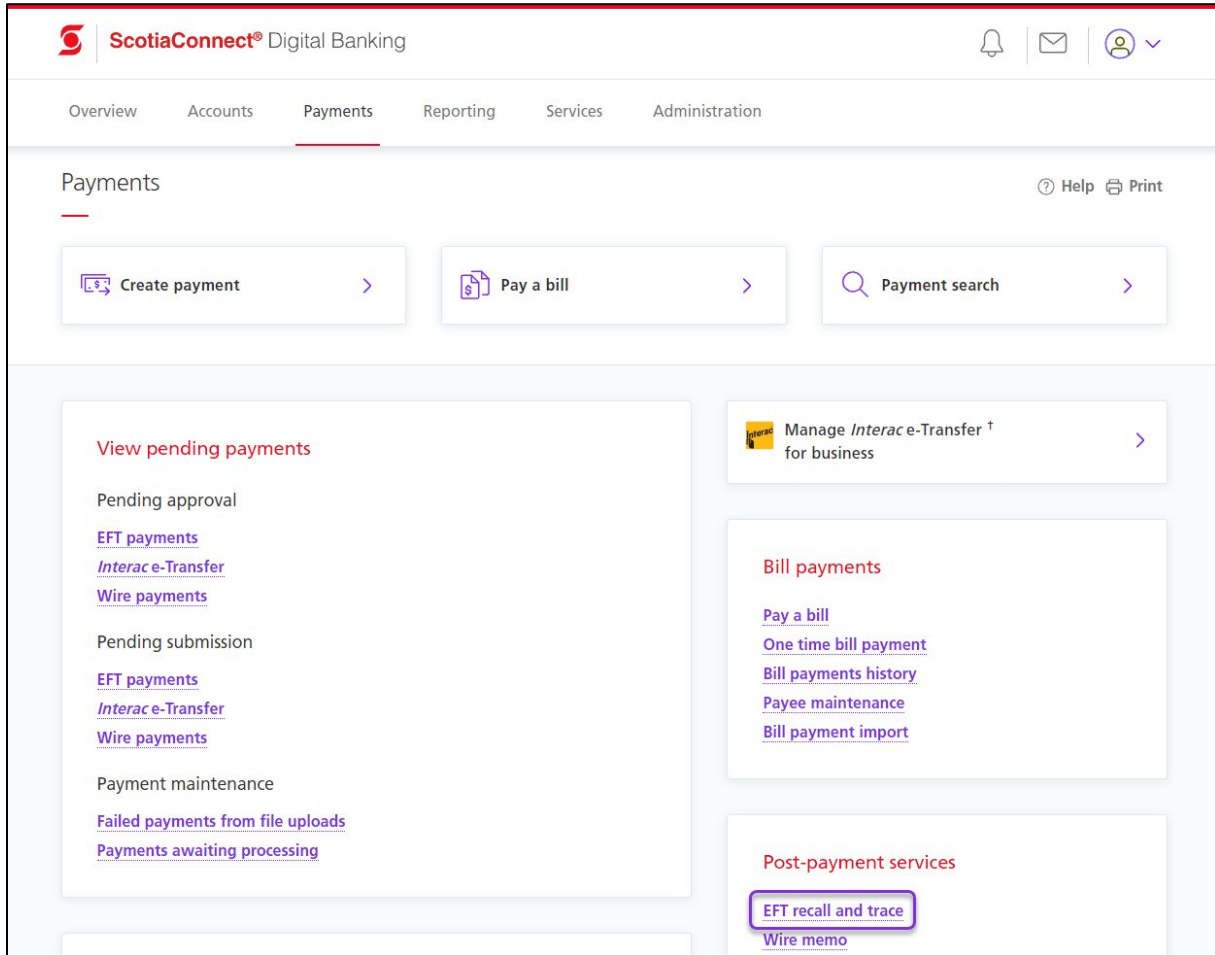 ScotiaConnect® Digital Banking
Overview Accounts Payments Reporting Services Administration
Payments
Help Print
Create payment
Pay a bill
Payment search
View pending payments
Pending approval
EFT payments
Interac e-Transfer
Wire payments
Pending submission
EFT payments
Interac e-Transfer
Wire payments
Payment maintenance
Failed payments from file uploads
Payments awaiting processing
Interac
Manage Interac e-Transfer †
for business
Bill payments
Pay a bill
One time bill payment
Bill payments history
Payee maintenance
Bill payment import
Post-payment services
EFT recall and trace
Wire memo